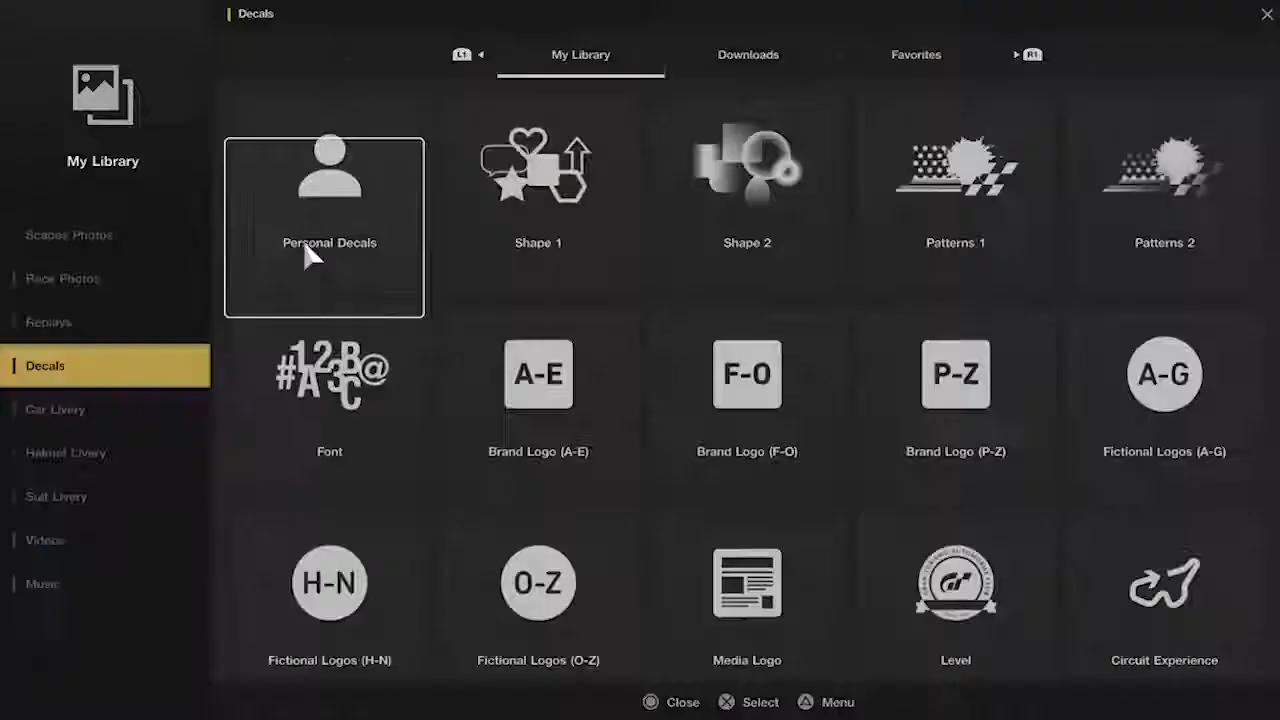 Decals
L1
My Library
Downloads
Favorites
R1
My Library
Scapes Photos
Race Photos
Replays
Decals
Car Livery
Helmet Livery
Suit Livery
Videos
Music
Personal Decals
Shape 1
Shape 2
Patterns 1
Patterns 2
#123B@
A C
Font
A-E
Brand Logo (A-E)
F-O
Brand Logo (F-O)
P-Z
Brand Logo (P-Z)
A-G
Fictional Logos (A-G)
H-N
Fictional Logos (H-N)
O-Z
Fictional Logos (O-Z)
Media Logo
GT
Level
Circuit Experience
Close
Select
Menu